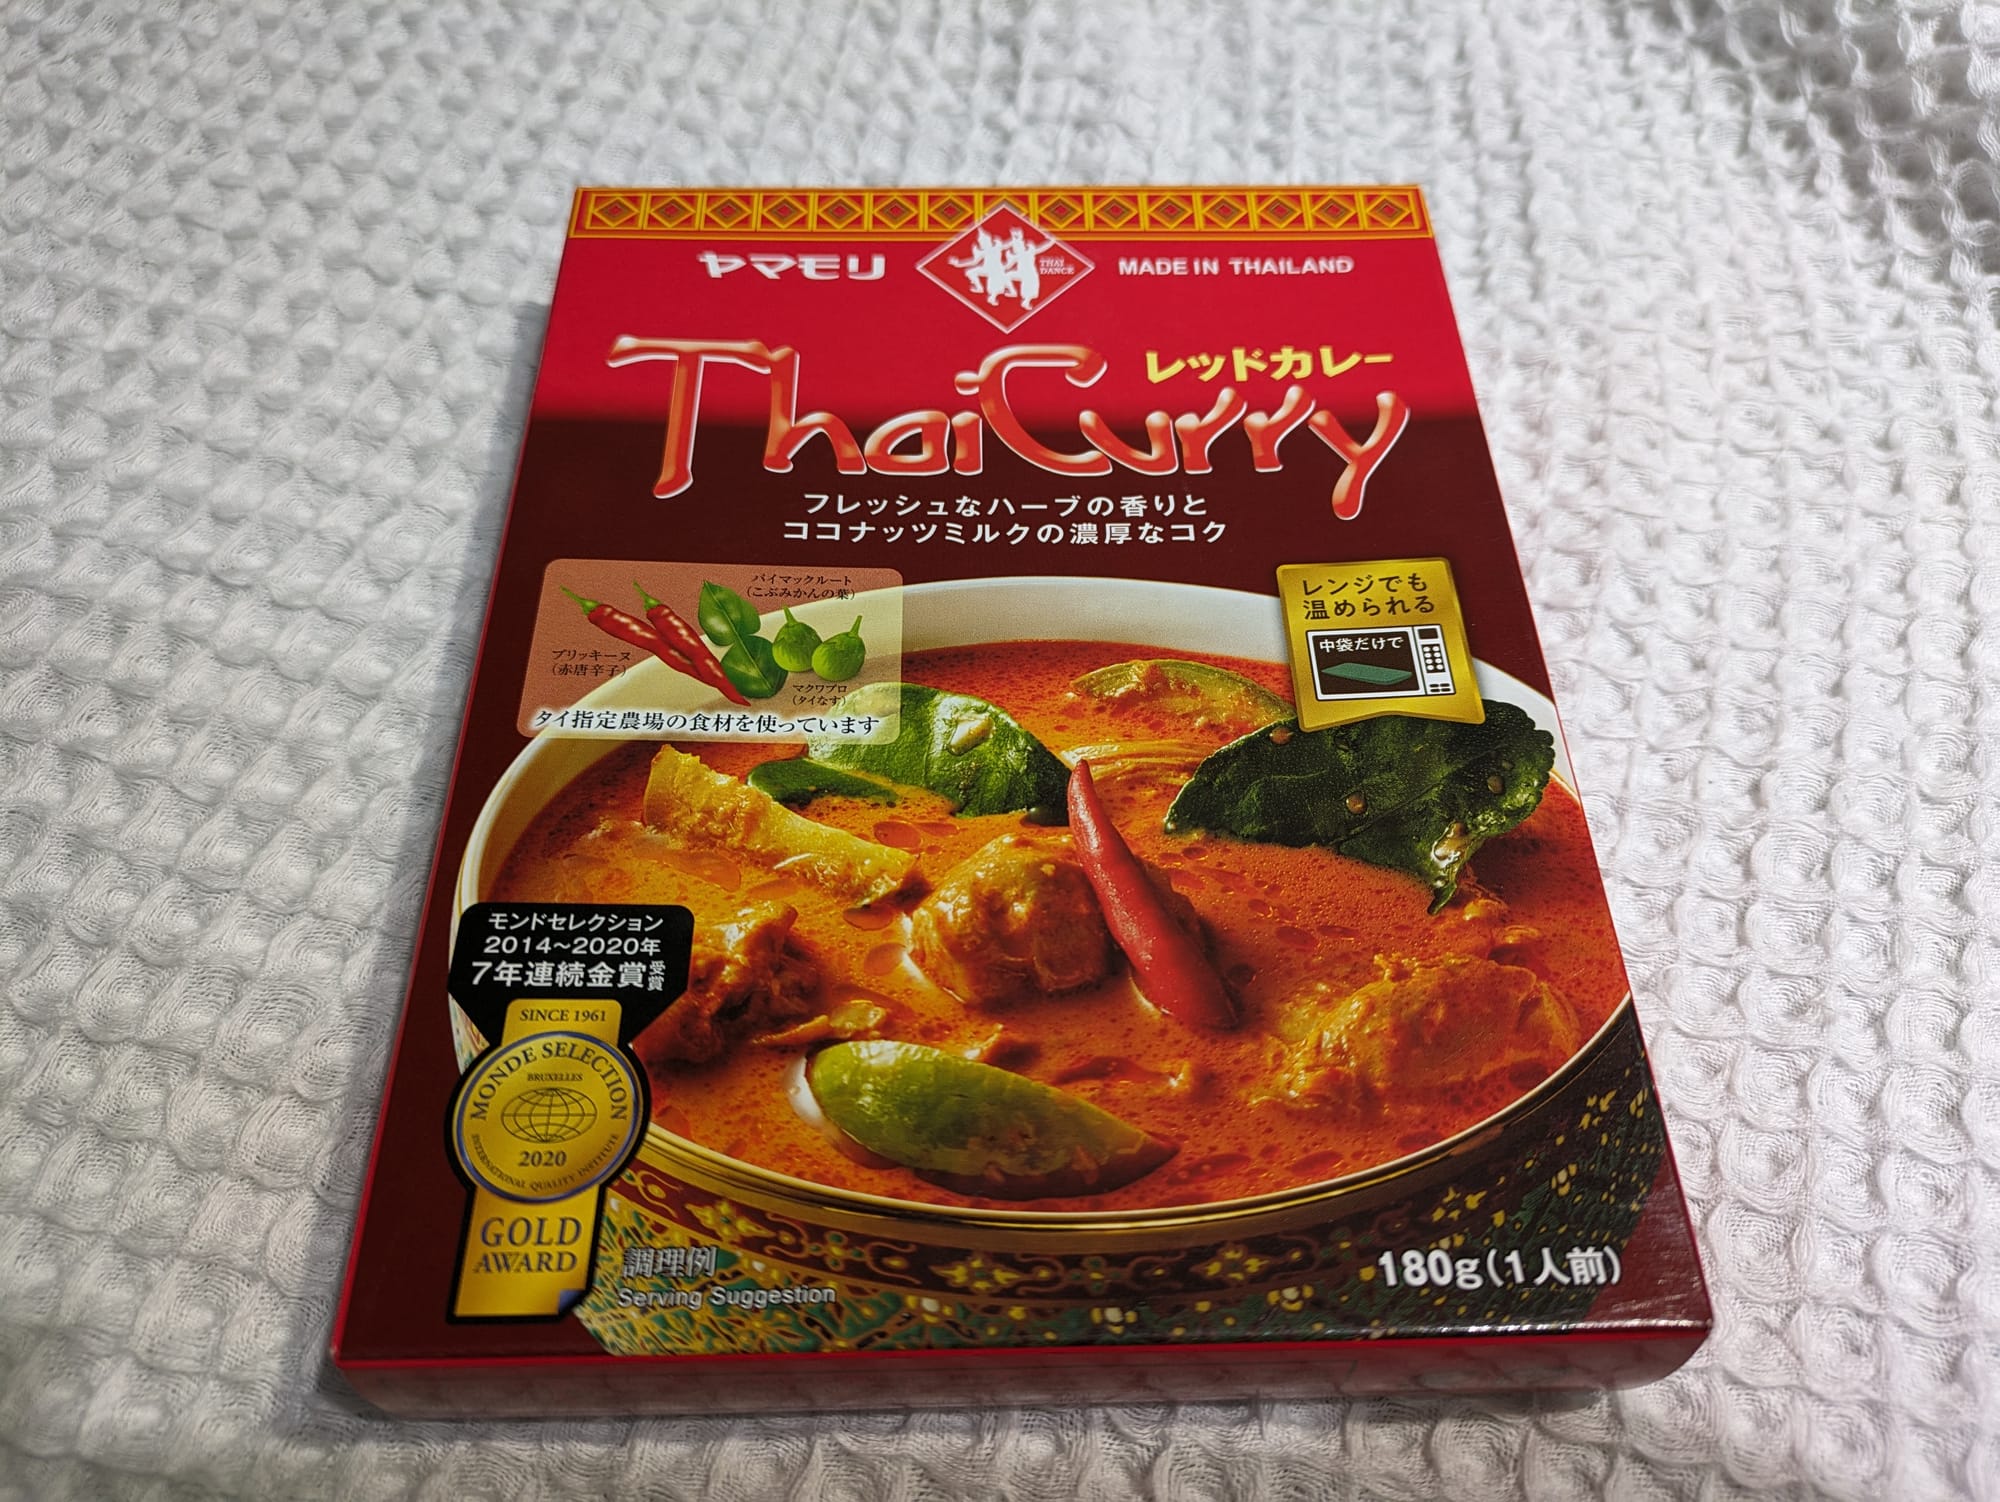 ヤマモリ
THAI DANCE
MADE IN THAILAND
レッドカレー
Thai Curry
フレッシュなハーブの香りと
ココナッツミルクの濃厚なコク
バイマックルート
(こぶみかんの葉)
プリッキーヌ
(赤唐辛子)
マクワプロ
(タイなす)
タイ指定農場の食材を使っています
レンジでも
温められる
中袋だけで
モンドセレクション
2014~2020年
7年連続金賞受賞
SINCE 1961
MONDE SELECTION
BRUXELLES
2020
INTERNATIONAL QUALITY INSTITUTE
GOLD
AWARD
調理例
Serving Suggestion
180g(1人前)